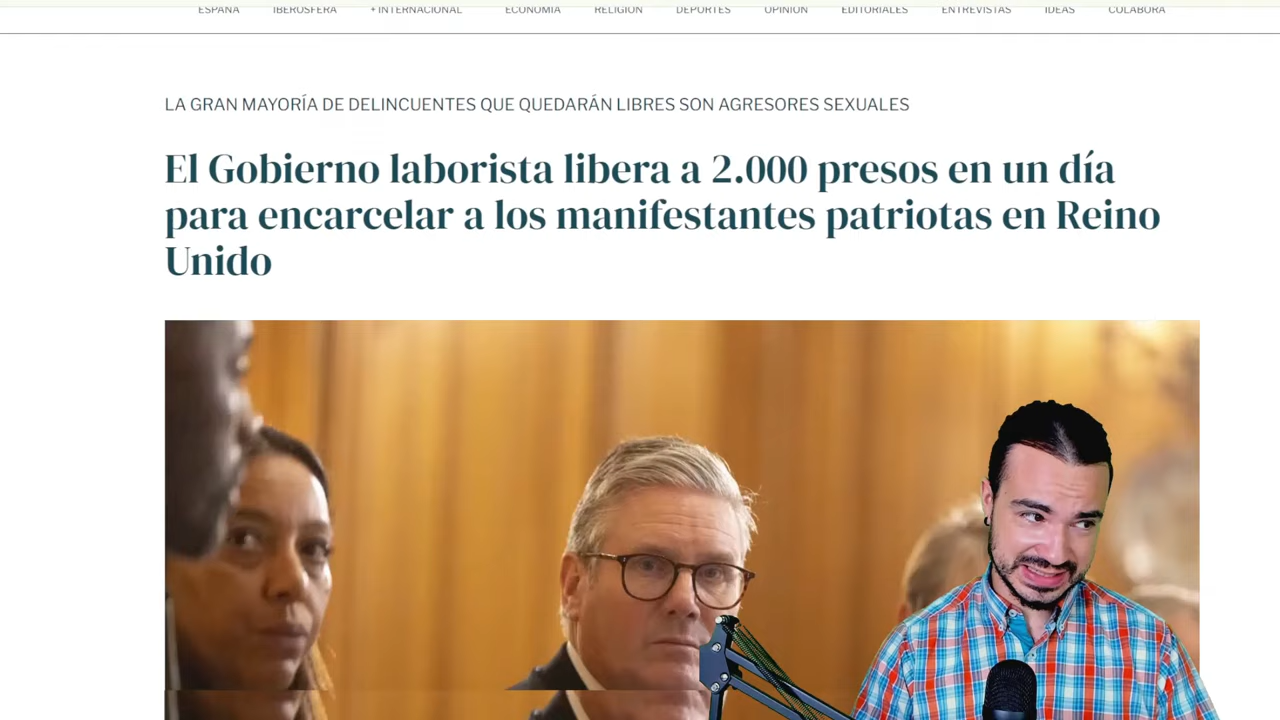 ESPAÑA IBEROSFERA + INTERNACIONAL ECONOMÍA RELIGIÓN DEPORTES OPINIÓN EDITORIALES ENTREVISTAS IDEAS COLABORA
LA GRAN MAYORÍA DE DELINCUENTES QUE QUEDARÁN LIBRES SON AGRESORES SEXUALES
El Gobierno laborista libera a 2.000 presos en un día
para encarcelar a los manifestantes patriotas en Reino
Unido